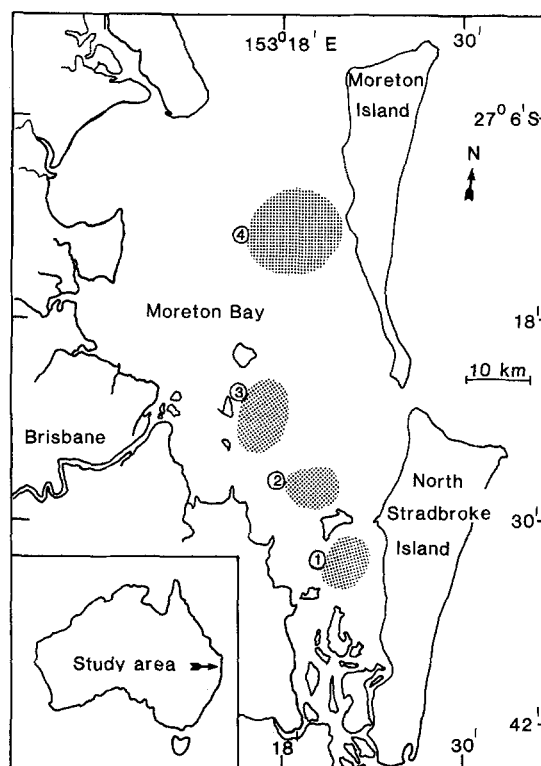 153° 18' E
30'
Moreton
Island
27° 6' S
N
4
Moreton Bay
18'
10 km
3
Brisbane
2
North
Stradbroke
Island
30'
1
Study area
42'
18'
30'